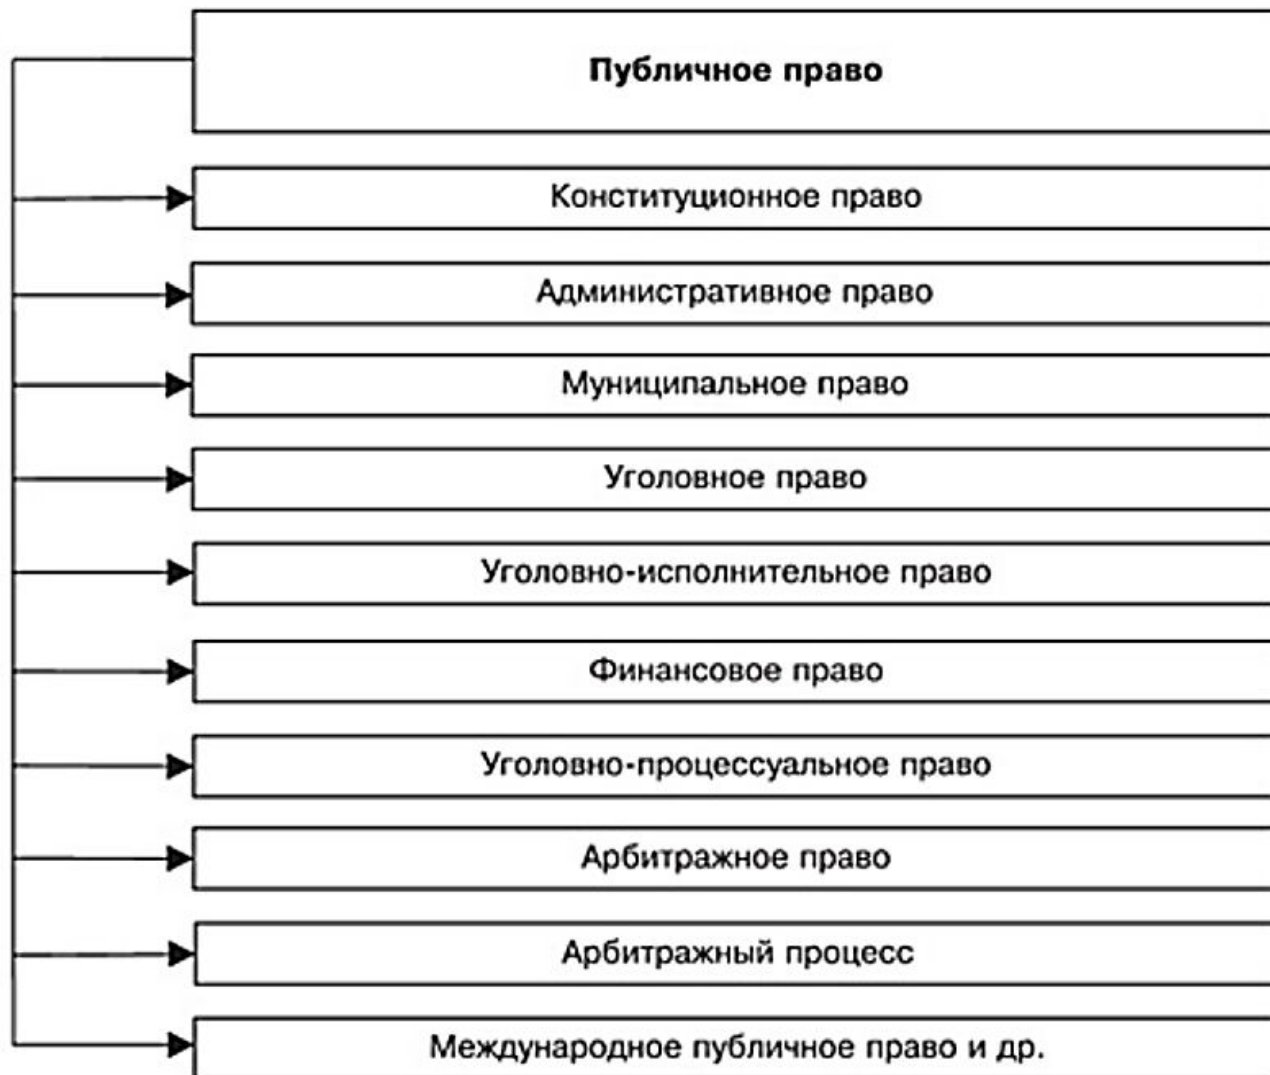 Публичное право
Конституционное право
Административное право
Муниципальное право
Уголовное право
Уголовно-исполнительное право
Финансовое право
Уголовно-процессуальное право
Арбитражное право
Арбитражный процесс
Международное публичное право и др.